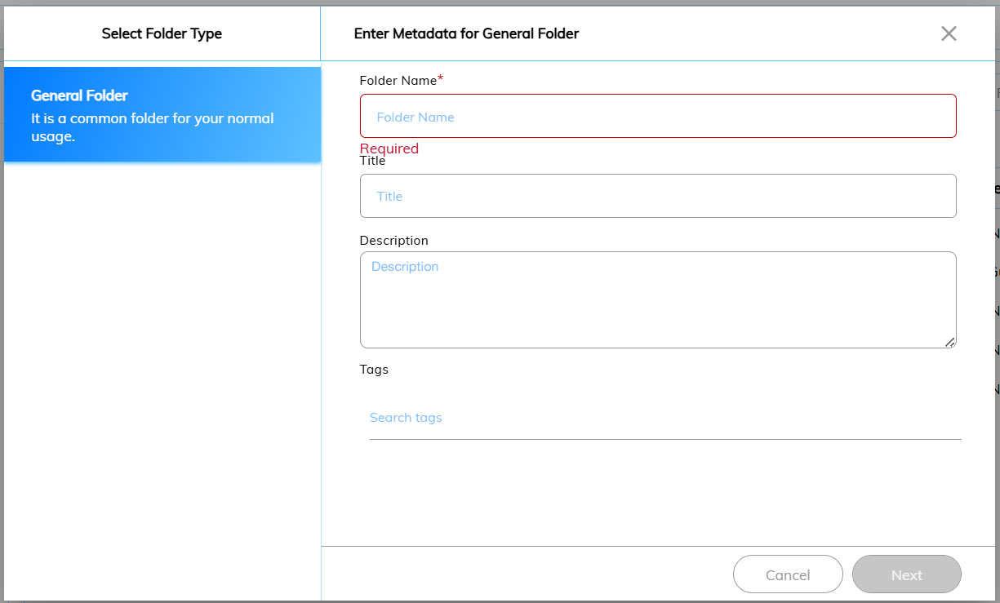 Select Folder Type
Enter Metadata for General Folder
General Folder
It is a common folder for your normal
usage.
Folder Name*
Folder Name
Required
Title
Title
Description
Description
Tags
Search tags
Cancel
Next